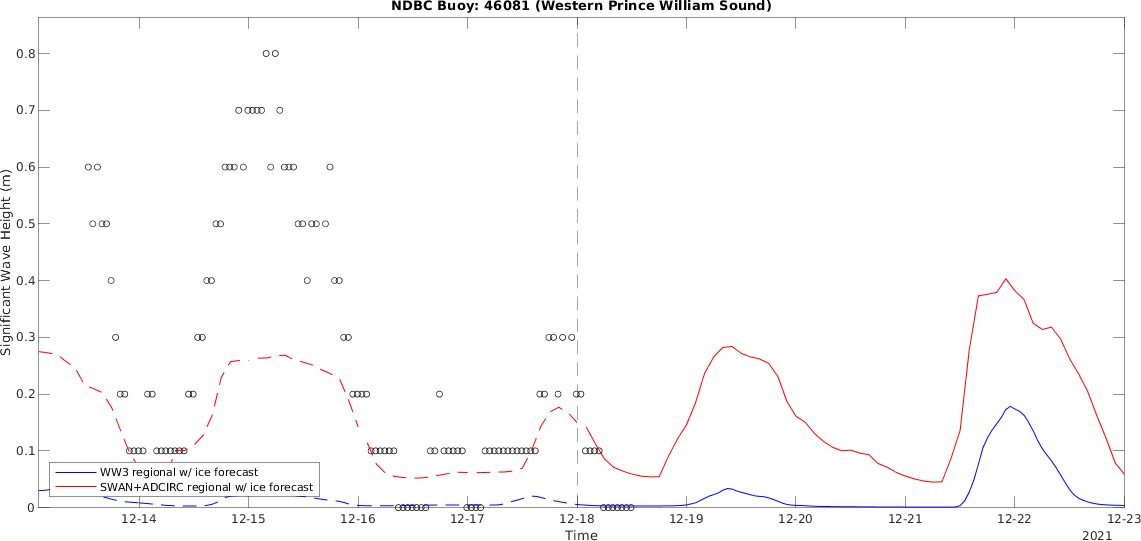 NDBC Buoy: 46081 (Western Prince William Sound)
Significant Wave Height (m)
0.8
0.7
0.6
0.5
0.4
0.3
0.2
0.1
0
WW3 regional w/ ice forecast
SWAN+ADCIRC regional w/ ice forecast
12-14 12-15 12-16 12-17 12-18 12-19 12-20 12-21 12-22 12-23
Time
2021